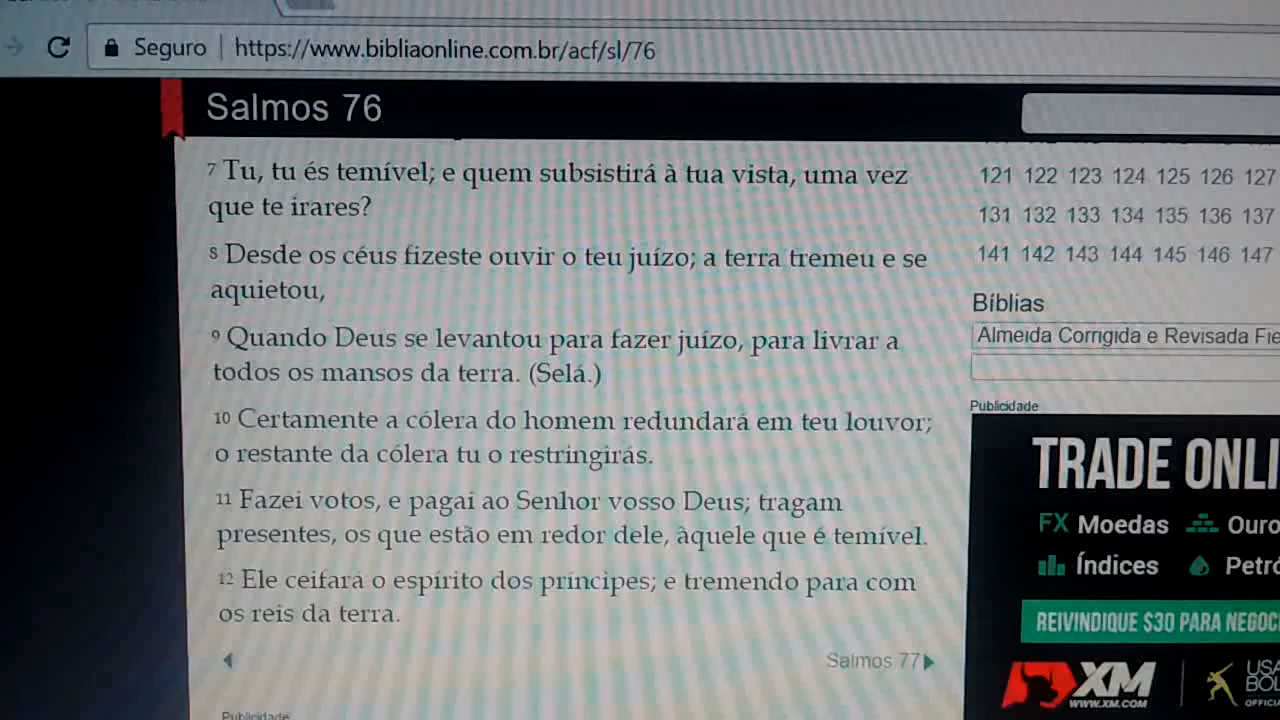 Seguro | https://www.bibliaonline.com.br/acf/sl/76
Salmos 76
7 Tu, tu és temível; e quem subsistirá à tua vista, uma vez
que te irares?
8 Desde os céus fizeste ouvir o teu juízo; a terra tremeu e se
aquietou,
9 Quando Deus se levantou para fazer juízo, para livrar a
todos os mansos da terra. (Selá.)
10 Certamente a cólera do homem redundará em teu louvor;
o restante da cólera tu o restringirás.
11 Fazei votos, e pagai ao Senhor vosso Deus; tragam
presentes, os que estão em redor dele, àquele que é temível.
12 Ele ceifará o espírito dos príncipes; é tremendo para com
os reis da terra.
Salmos 77
Publicidade
121 122 123 124 125 126 127
131 132 133 134 135 136 137
141 142 143 144 145 146 147
Bíblias
Almeida Corrigida e Revisada Fie
Publicidade
TRADE ONLI
FX Moedas Ouro
Índices Petró
REIVINDIQUE $30 PARA NEGOC
XM
WWW.XM.COM
USA
BOL
OFFICI